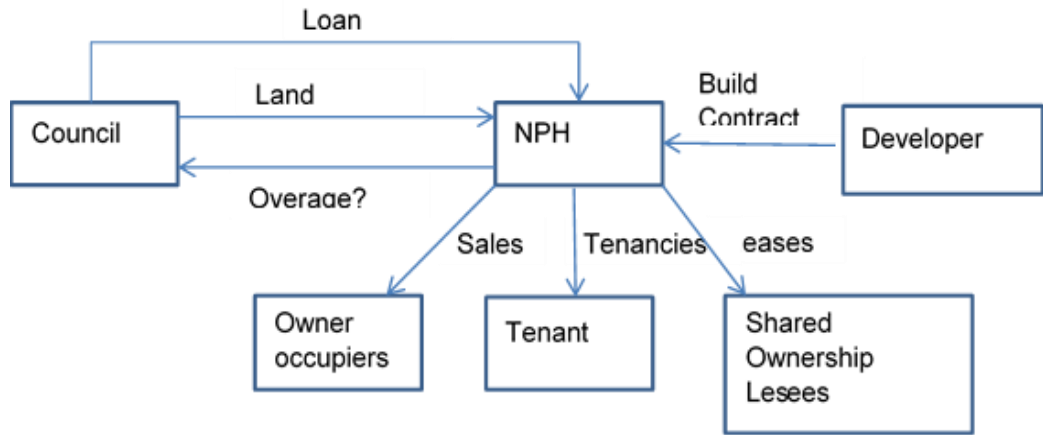 Loan
Land
Build
Contract
Council
NPH
Developer
Overage?
Sales
Tenancies
eases
Owner
occupiers
Tenant
Shared
Ownership
Lesees